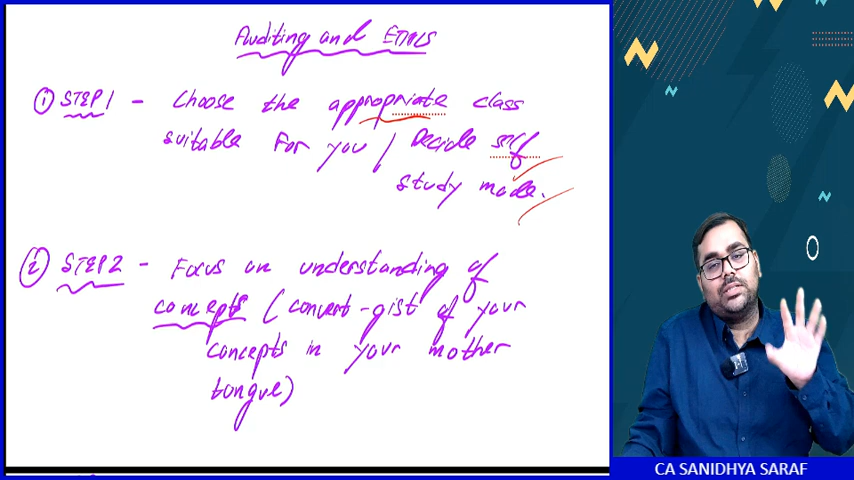 Auditing and Ethics
① STEP 1 - Choose the appropriate class
suitable For you / Decide self
study mode.
② STEP 2 - Focus on understanding of
concepts (convert - gist of your
concepts in your mother
tongue)
CA SANIDHYA SARAF